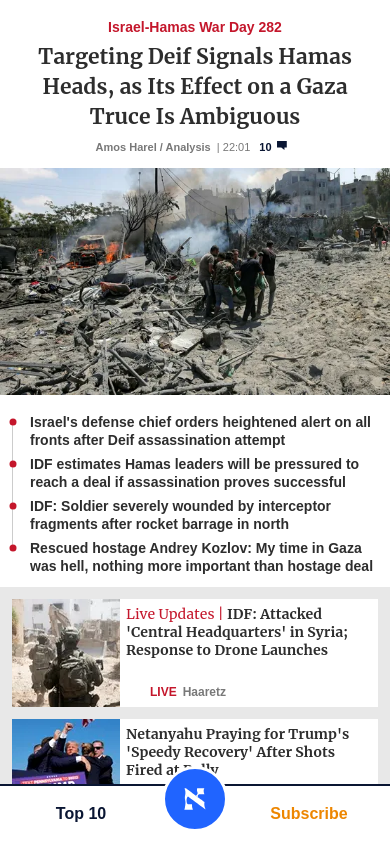 Israel-Hamas War Day 282
Targeting Deif Signals Hamas
Heads, as Its Effect on a Gaza
Truce Is Ambiguous
Amos Harel / Analysis | 22:01 10
Israel's defense chief orders heightened alert on all
fronts after Deif assassination attempt
IDF estimates Hamas leaders will be pressured to
reach a deal if assassination proves successful
IDF: Soldier severely wounded by interceptor
fragments after rocket barrage in north
Rescued hostage Andrey Kozlov: My time in Gaza
was hell, nothing more important than hostage deal
Live Updates | IDF: Attacked
'Central Headquarters' in Syria;
Response to Drone Launches
LIVE Haaretz
Netanyahu Praying for Trump's
'Speedy Recovery' After Shots
Fired at Rally
Top 10
Subscribe